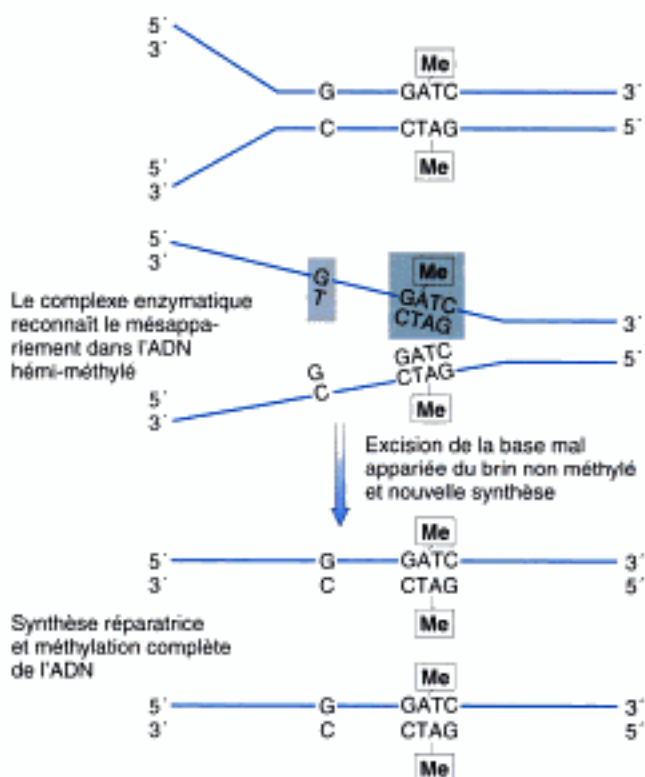 5´
3´
Me
G GATC 3´
C CTAG 5´
Me
5´
3´
5´
3´
Me
G GATC
T CTAG
3´
Le complexe enzymatique
reconnaît le mésappa-
riement dans l'ADN
hémi-méthylé
G GATC 5´
C CTAG
Me
5´
3´
Excision de la base mal
appariée du brin non méthylé
et nouvelle synthèse
Me
5´ G GATC 3´
3´ C CTAG 5´
Me
Synthèse réparatrice
et méthylation complète
de l'ADN
Me
5´ G GATC 3´
3´ C CTAG 5´
Me